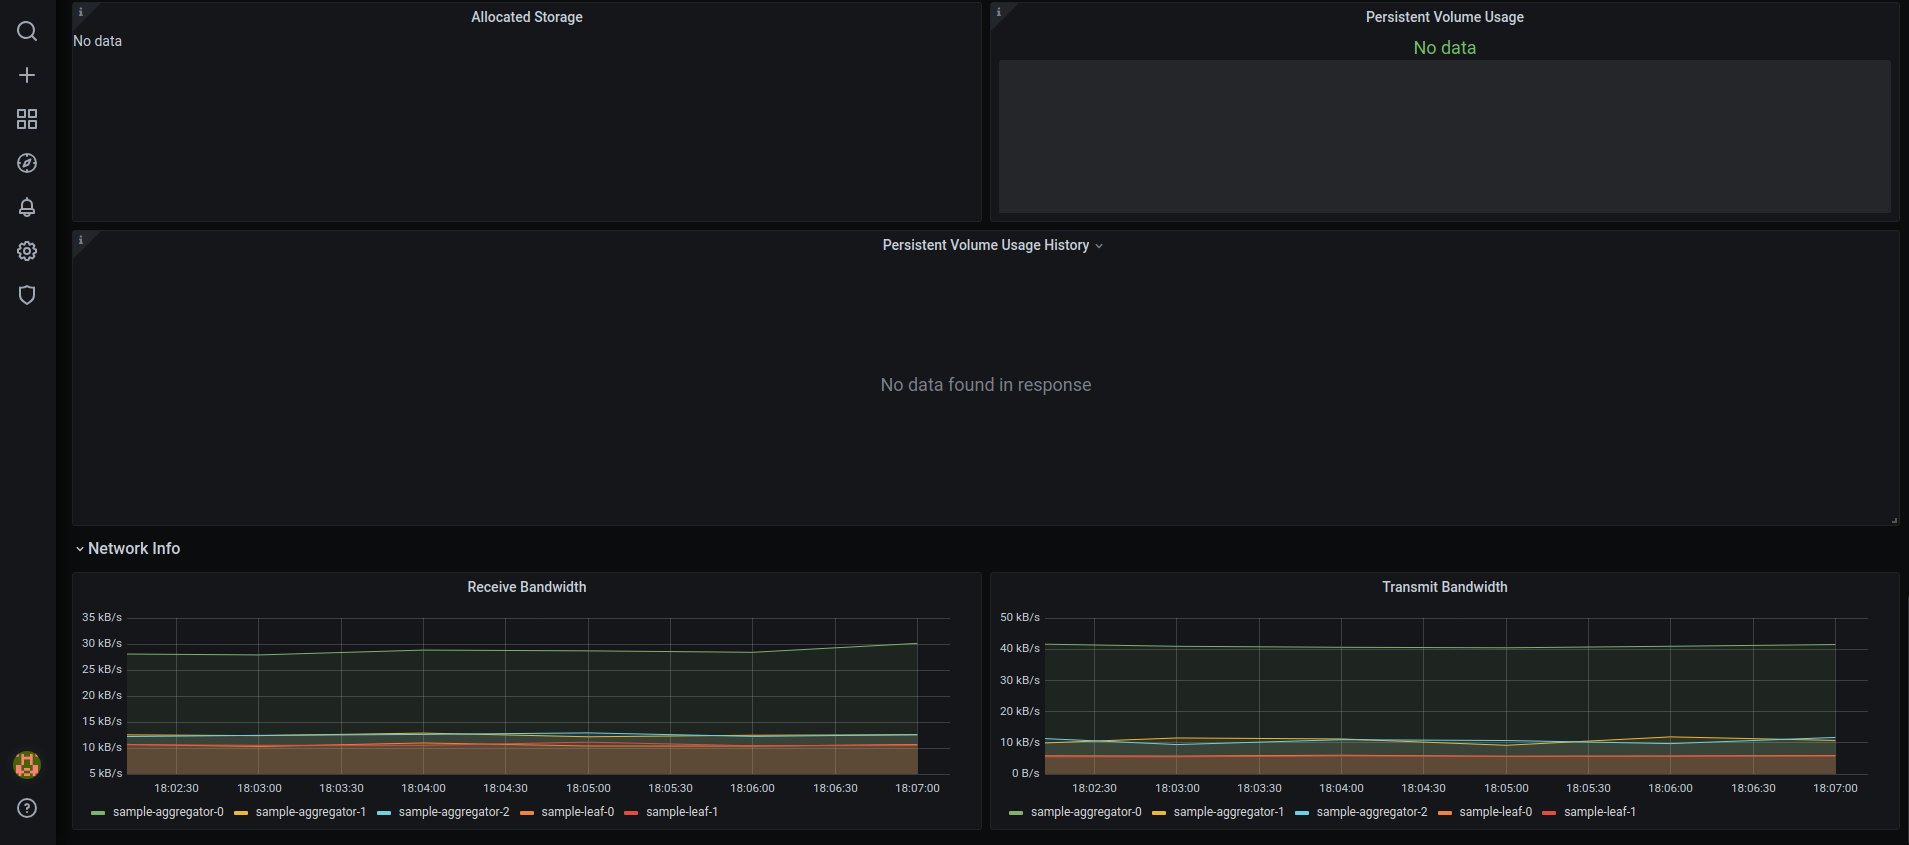 Allocated Storage
No data
Persistent Volume Usage
No data
Persistent Volume Usage History
No data found in response
Network Info
Receive Bandwidth
35 kB/s
30 kB/s
25 kB/s
20 kB/s
15 kB/s
10 kB/s
5 kB/s
18:02:30 18:03:00 18:03:30 18:04:00 18:04:30 18:05:00 18:05:30 18:06:00 18:06:30 18:07:00
sample-aggregator-0 sample-aggregator-1 sample-aggregator-2 sample-leaf-0 sample-leaf-1
Transmit Bandwidth
50 kB/s
40 kB/s
30 kB/s
20 kB/s
10 kB/s
0 B/s
18:02:30 18:03:00 18:03:30 18:04:00 18:04:30 18:05:00 18:05:30 18:06:00 18:06:30 18:07:00
sample-aggregator-0 sample-aggregator-1 sample-aggregator-2 sample-leaf-0 sample-leaf-1